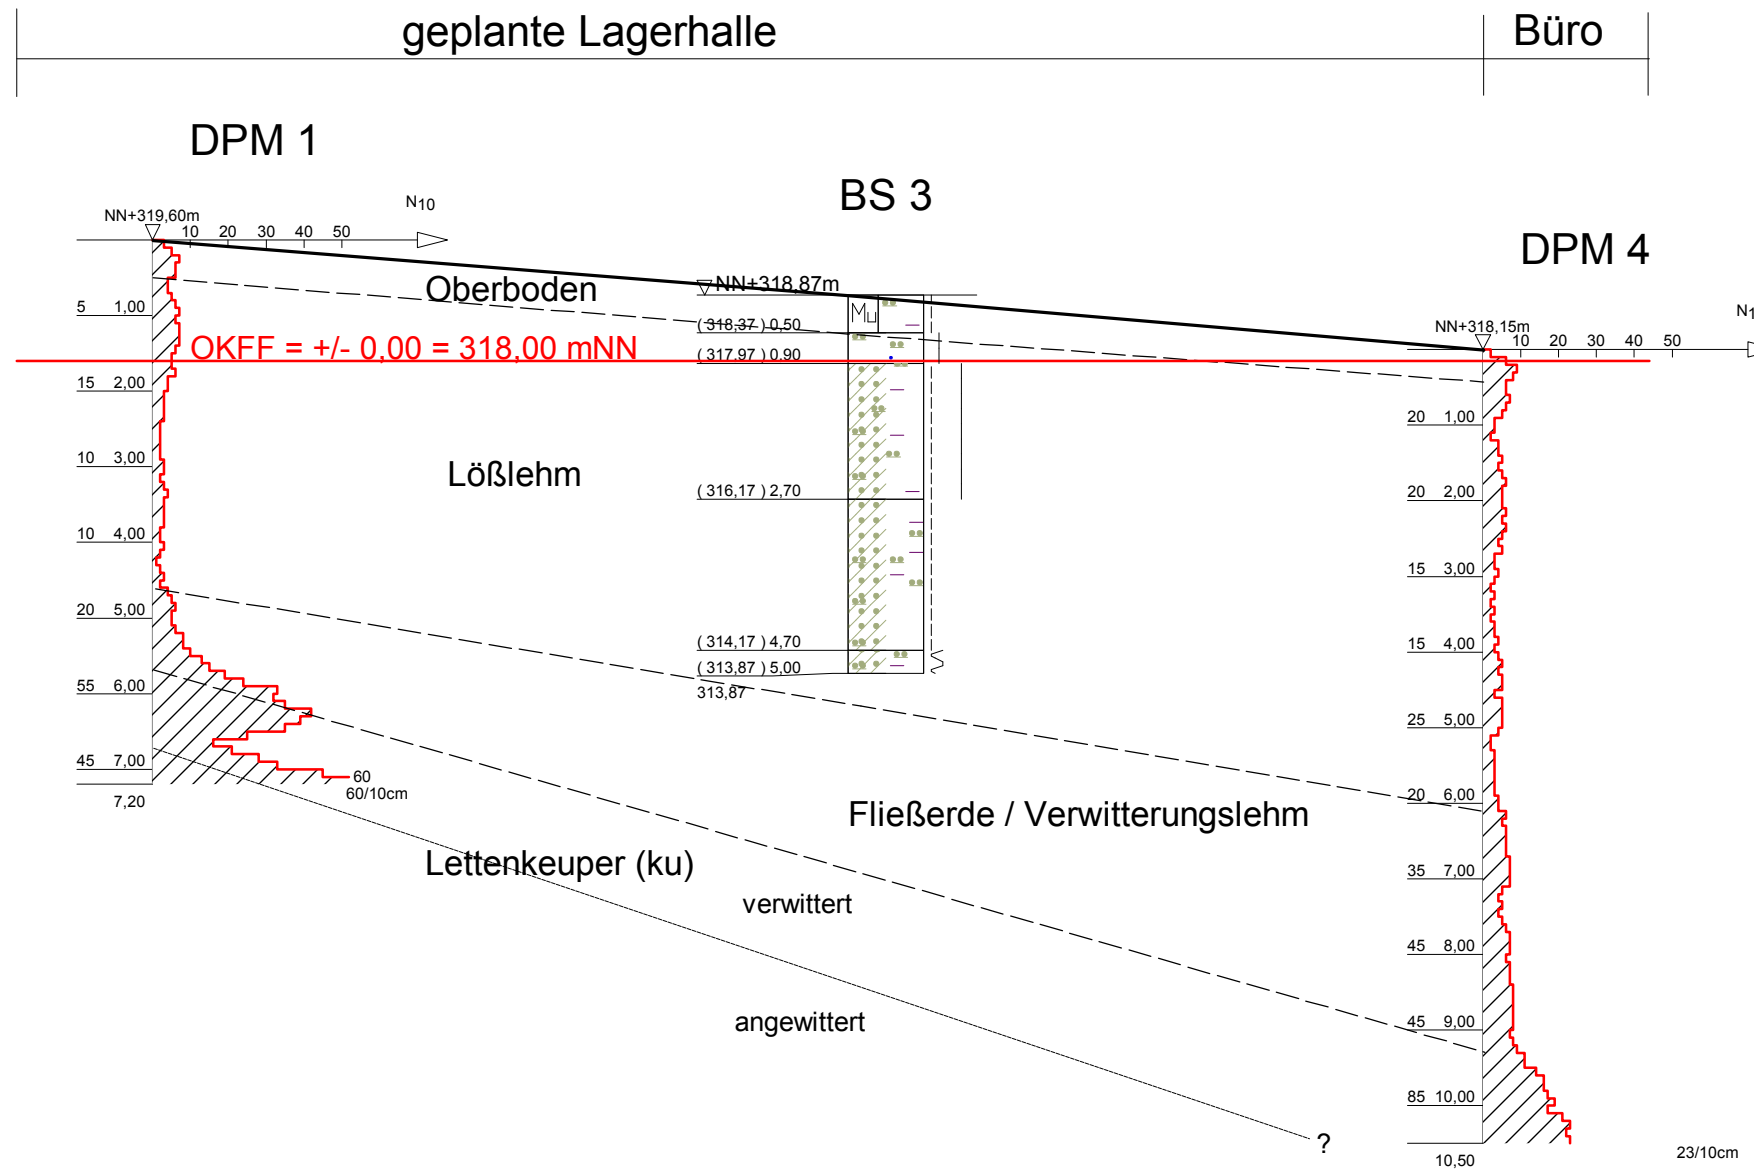 geplante Lagerhalle
Büro
DPM 1
BS 3
DPM 4
NN+319,60m
N10
10 20 30 40 50
5 1,00
15 2,00
10 3,00
10 4,00
20 5,00
55 6,00
45 7,00
7,20
60
60/10cm
Oberboden
OKFF = +/- 0,00 = 318,00 mNN
Lößlehm
NN+318,87m
Mu
(318,37) 0,50
(317,97) 0,90
(316,17) 2,70
(314,17) 4,70
(313,87) 5,00
313,87
Fließerde / Verwitterungslehm
Lettenkeuper (ku)
verwittert
angewittert
?
N1
NN+318,15m
10 20 30 40 50
20 1,00
20 2,00
15 3,00
15 4,00
25 5,00
20 6,00
35 7,00
45 8,00
45 9,00
85 10,00
10,50
23/10cm